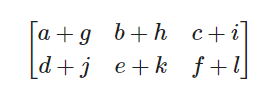 a + g b + h c + i
d + j e + k f + l